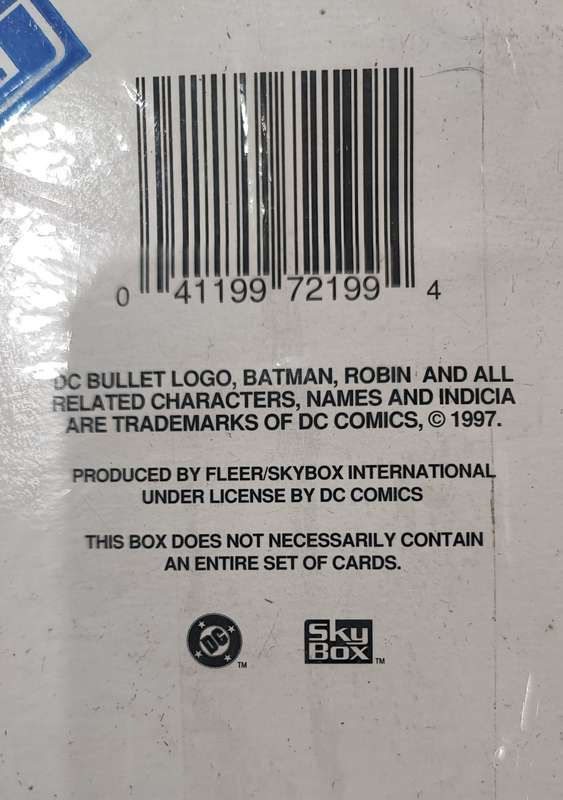 0 41199 72199 4
DC BULLET LOGO, BATMAN, ROBIN AND ALL
RELATED CHARACTERS, NAMES AND INDICIA
ARE TRADEMARKS OF DC COMICS, © 1997.
PRODUCED BY FLEER/SKYBOX INTERNATIONAL
UNDER LICENSE BY DC COMICS
THIS BOX DOES NOT NECESSARILY CONTAIN
AN ENTIRE SET OF CARDS.
DC TM
Sky
Box TM